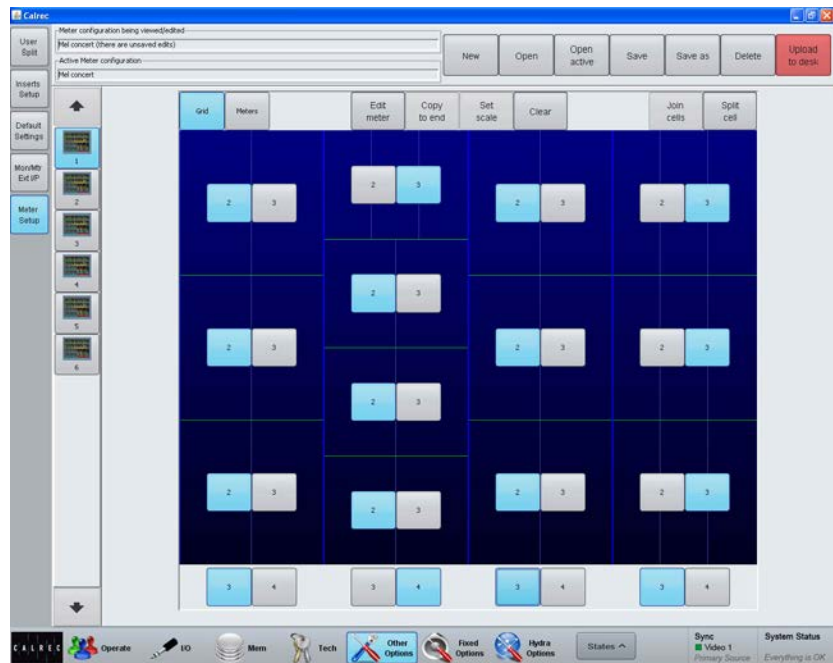 Calrec
Meter configuration being viewed/edited
Mel concert (there are unsaved edits)
Active Meter configuration
Mel concert
New
Open
Open
active
Save
Save as
Delete
Upload
to desk
User
Split
Inserts
Setup
Default
Settings
Mon/Mtr
Ext I/P
Meter
Setup
1
2
3
4
5
6
Grid
Meters
Edit
meter
Copy
to end
Set
scale
Clear
Join
cells
Split
cell
2 3
2 3
2 3
2 3
2 3
2 3
2 3
2 3
2 3
2 3
2 3
2 3
2 3
3 4
3 4
3 4
3 4
CALREC
Operate
I/O
Mem
Tech
Other
Options
Fixed
Options
Hydra
Options
States
Sync
Video 1
Primary Source
System Status
Everything is OK